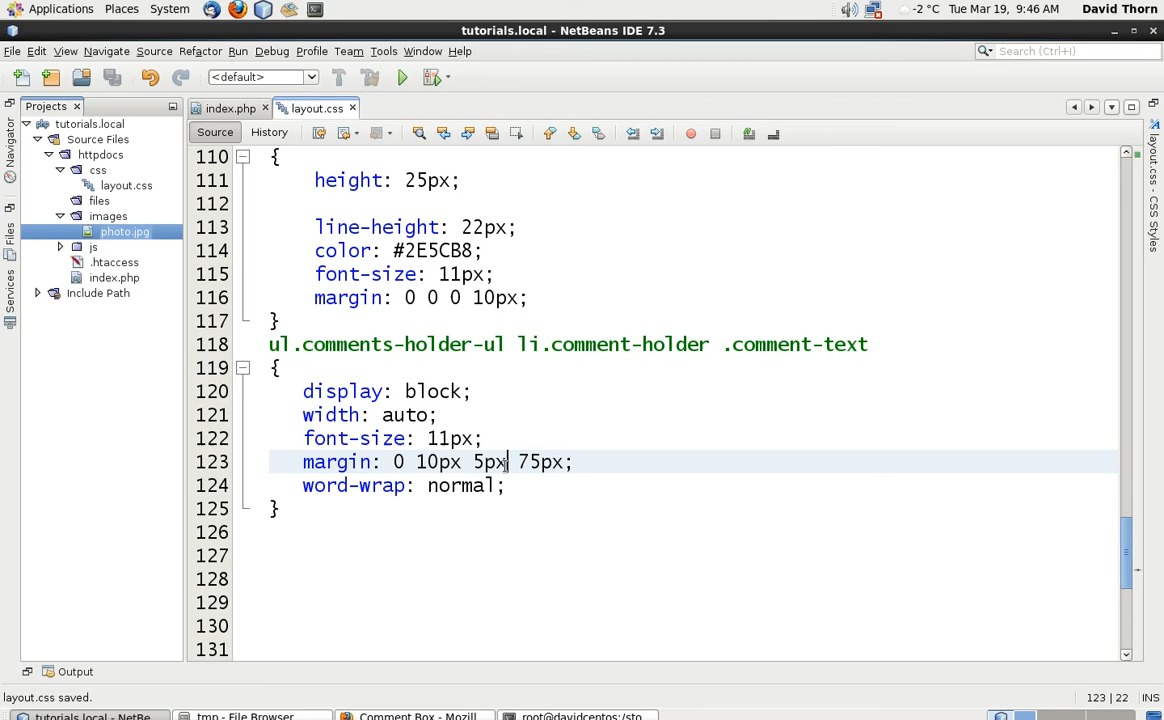 Applications Places System -2 °C Tue Mar 19, 9:46 AM David Thorn
tutorials.local - NetBeans IDE 7.3
File Edit View Navigate Source Refactor Run Debug Profile Team Tools Window Help Search (Ctrl+I)
<default>
Projects index.php layout.css
Source History
tutorials.local
Source Files
httpdocs
css
layout.css
files
images
photo.jpg
js
.htaccess
index.php
Include Path
Navigator
Files
Services
layout.css - CSS Styles
110 {
111 height: 25px;
112
113 line-height: 22px;
114 color: #2E5CB8;
115 font-size: 11px;
116 margin: 0 0 0 10px;
117 }
118 ul.comments-holder-ul li.comment-holder .comment-text
119 {
120 display: block;
121 width: auto;
122 font-size: 11px;
123 margin: 0 10px 5px 75px;
124 word-wrap: normal;
125 }
126
127
128
129
130
131
Output
layout.css saved. 123 | 22 INS
tutorials.local - NetBe... tmp - File Browser Comment Box - Mozill... root@davidcentos:/sto...